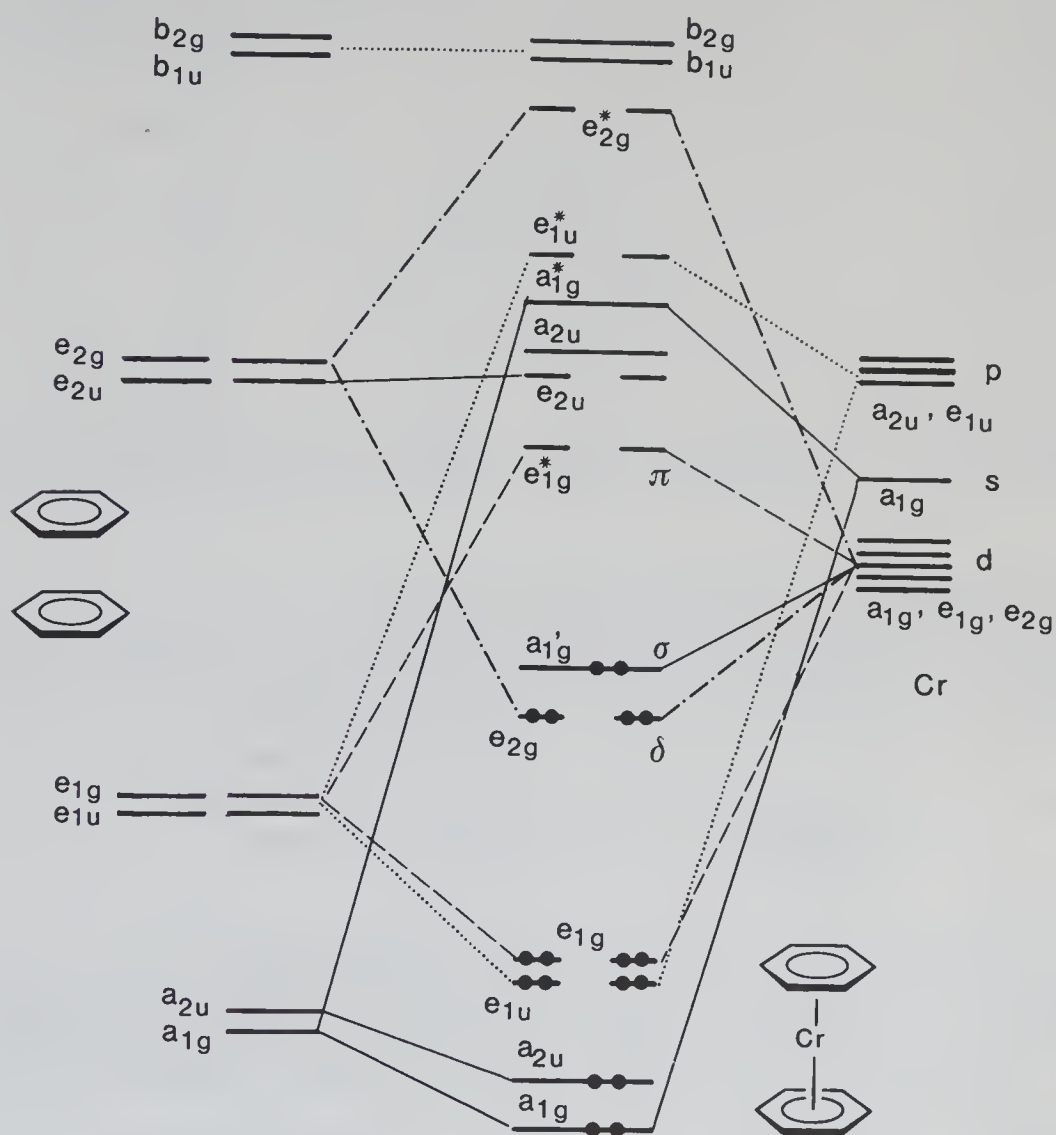 b2g b2g
b1u b1u
e*2g
e*1u
a*1g
e2g a2u p
e2u e2u a2u, e1u
e*1g π s
a1g
d
a1g, e1g, e2g
a1'g σ Cr
e2g δ
e1g
e1u
e1g
a2u e1u
a1g Cr
a2u
a1g